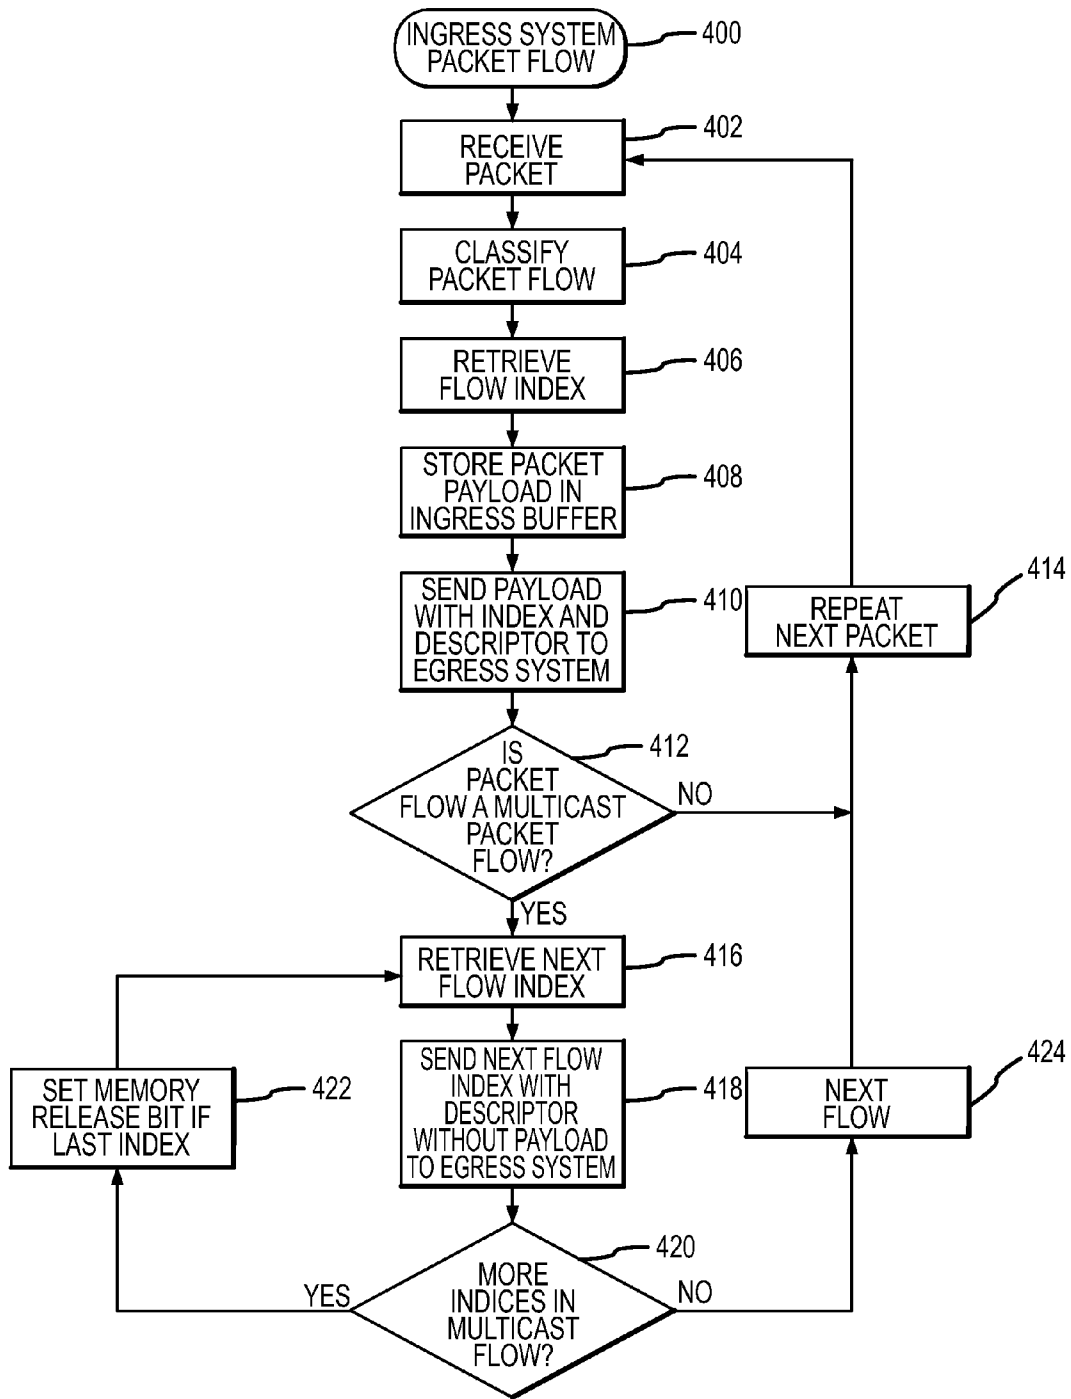 INGRESS SYSTEM
PACKET FLOW
400
RECEIVE
PACKET
402
CLASSIFY
PACKET FLOW
404
RETRIEVE
FLOW INDEX
406
STORE PACKET
PAYLOAD IN
INGRESS BUFFER
408
SEND PAYLOAD
WITH INDEX AND
DESCRIPTOR TO
EGRESS SYSTEM
410
REPEAT
NEXT PACKET
414
IS
PACKET
FLOW A MULTICAST
PACKET
FLOW?
412
NO
YES
RETRIEVE NEXT
FLOW INDEX
416
SET MEMORY
RELEASE BIT IF
LAST INDEX
422
SEND NEXT FLOW
INDEX WITH
DESCRIPTOR
WITHOUT PAYLOAD
TO EGRESS SYSTEM
418
NEXT
FLOW
424
MORE
INDICES IN
MULTICAST
FLOW?
420
YES
NO